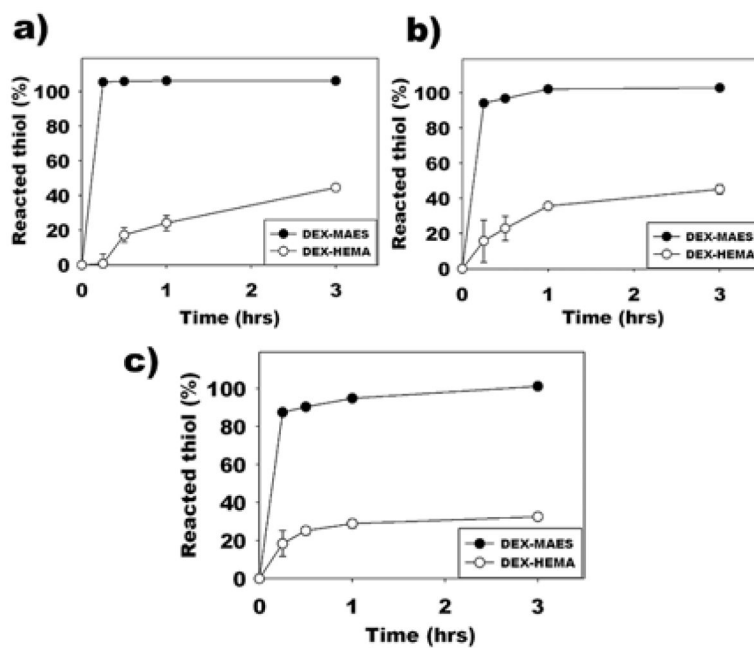 a)
Reacted thiol (%)
100
80
60
40
20
0
DEX-MAES
DEX-HEMA
0 1 2 3
Time (hrs)
b)
Reacted thiol (%)
100
80
60
40
20
0
DEX-MAES
DEX-HEMA
0 1 2 3
Time (hrs)
c)
Reacted thiol (%)
100
80
60
40
20
0
DEX-MAES
DEX-HEMA
0 1 2 3
Time (hrs)